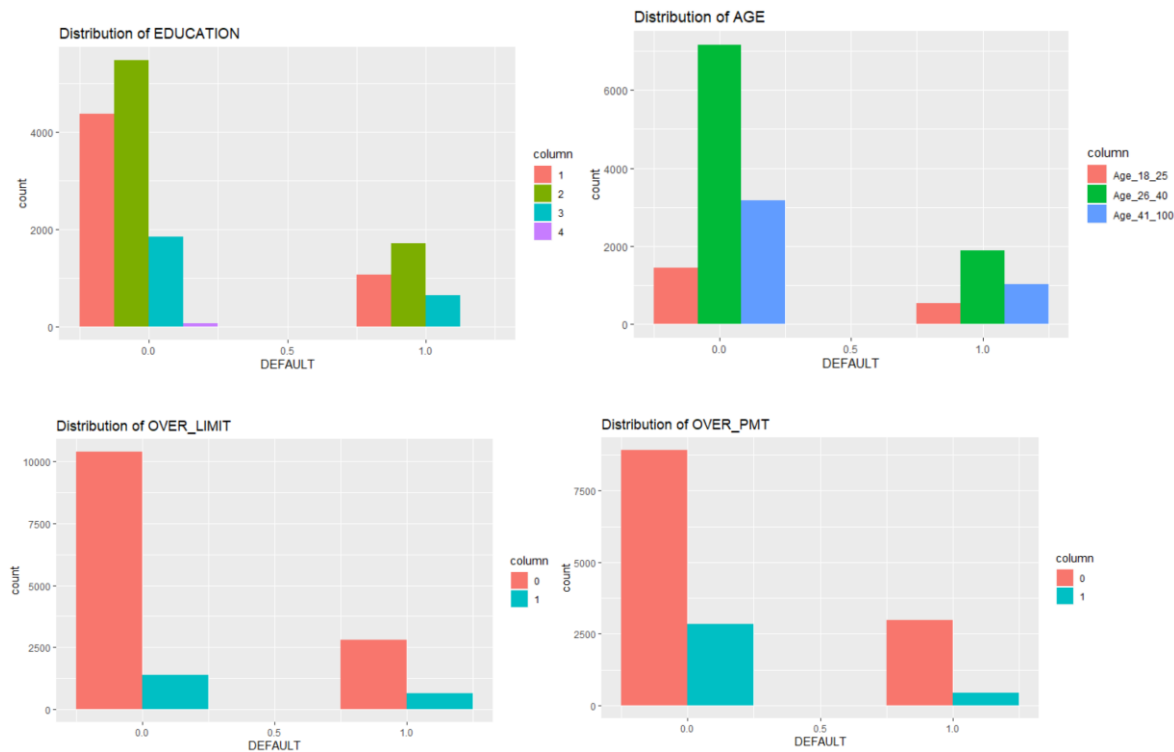 Distribution of EDUCATION
count
4000
2000
0
0.0 0.5 1.0
DEFAULT
column
1
2
3
4
Distribution of AGE
count
6000
4000
2000
0
0.0 0.5 1.0
DEFAULT
column
Age_18_25
Age_26_40
Age_41_100
Distribution of OVER_LIMIT
count
10000
7500
5000
2500
0
0.0 0.5 1.0
DEFAULT
column
0
1
Distribution of OVER_PMT
count
7500
5000
2500
0
0.0 0.5 1.0
DEFAULT
column
0
1